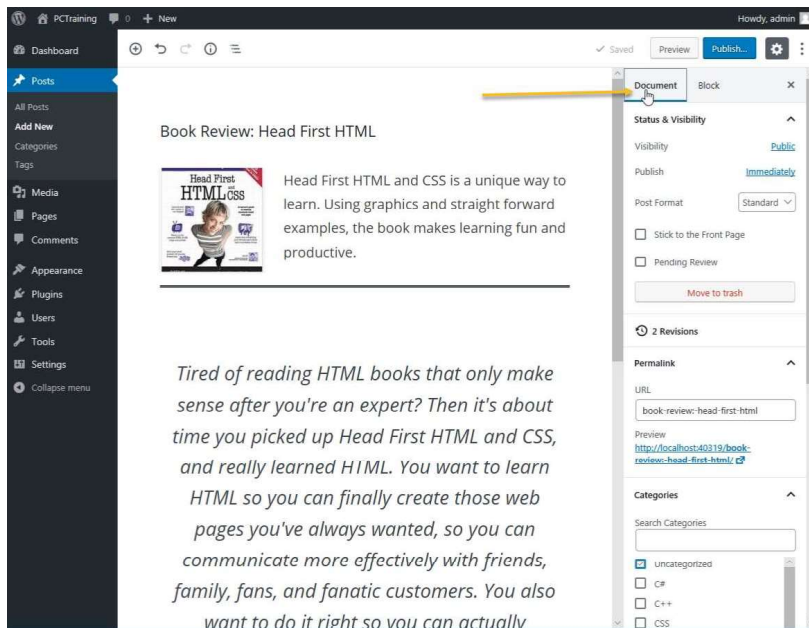 PCTraining 0 + New Howdy, admin
Dashboard
Saved Preview Publish...
Posts
All Posts
Add New
Categories
Tags
Media
Pages
Comments
Appearance
Plugins
Users
Tools
Settings
Collapse menu
Book Review: Head First HTML
Head First
HTML and CSS
Head First HTML and CSS is a unique way to
learn. Using graphics and straight forward
examples, the book makes learning fun and
productive.
Tired of reading HTML books that only make
sense after you're an expert? Then it's about
time you picked up Head First HTML and CSS,
and really learned HTML. You want to learn
HTML so you can finally create those web
pages you've always wanted, so you can
communicate more effectively with friends,
family, fans, and fanatic customers. You also
want to do it right so you can actually
Document Block
Status & Visibility
Visibility Public
Publish Immediately
Post Format Standard
Stick to the Front Page
Pending Review
Move to trash
2 Revisions
Permalink
URL
book-review:-head-first-html
Preview
http://localhost:40319/book-
review:-head-first-html/
Categories
Search Categories
Uncategorized
C#
C++
CSS